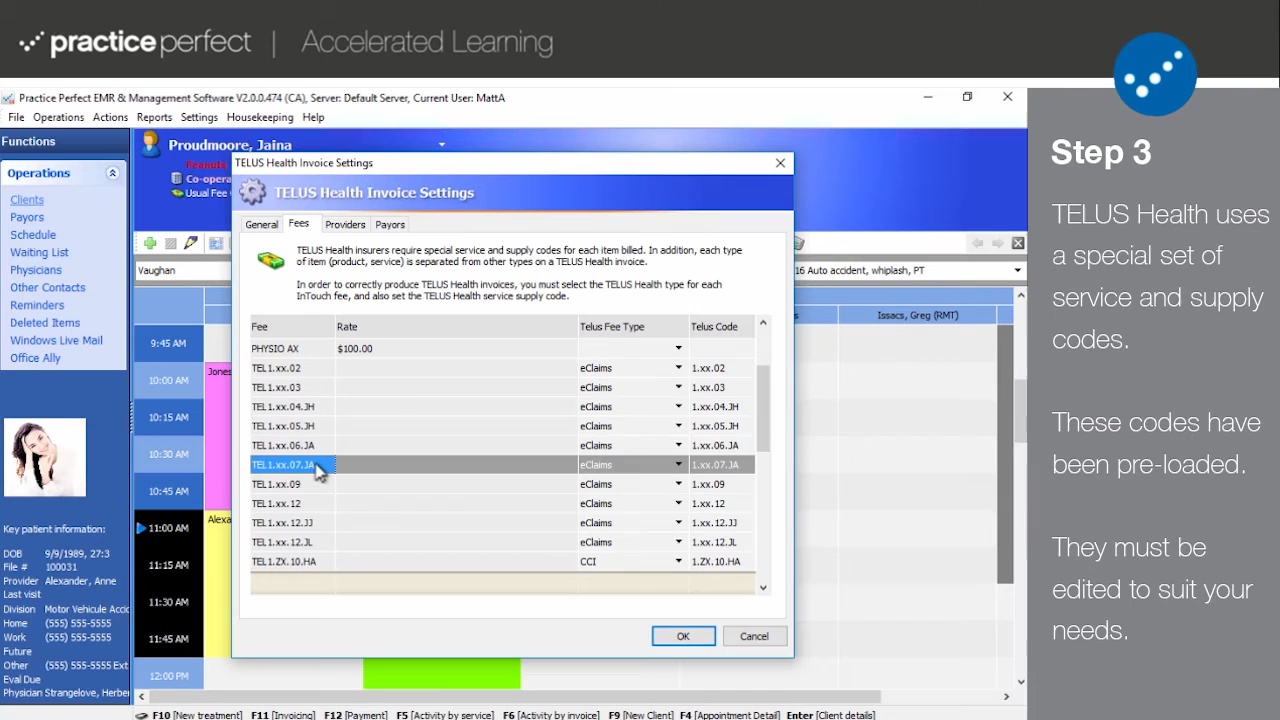 practiceperfect | Accelerated Learning
Practice Perfect EMR & Management Software V2.0.0.474 (CA), Server: Default Server, Current User: MattA
File Operations Actions Reports Settings Housekeeping Help
Functions
Operations
Clients
Payors
Schedule
Waiting List
Physicians
Other Contacts
Reminders
Deleted Items
Windows Live Mail
Office Ally
Key patient information:
DOB 9/9/1989, 27:3
File # 100031
Provider Alexander, Anne
Last visit
Division Motor Vehicule Accid
Home (555) 555-5555
Work (555) 555-5555
Future
Other (555) 555-5555 Ext
Eval Due
Physician Strangelove, Herber
Proudmoore, Jaina
Peanuts
Co-opera
Usual Fee
Vaughan
16 Auto accident, whiplash, PT
s
Issacs, Greg (RMT)
9:45 AM
10:00 AM
Jones
10:15 AM
10:30 AM
10:45 AM
11:00 AM
Alexa
11:15 AM
11:30 AM
11:45 AM
12:00 PM
TELUS Health Invoice Settings
TELUS Health Invoice Settings
General Fees Providers Payors
TELUS Health insurers require special service and supply codes for each item billed. In addition, each type
of item (product, service) is separated from other types on a TELUS Health invoice.
In order to correctly produce TELUS Health invoices, you must select the TELUS Health type for each
InTouch fee, and also set the TELUS Health service supply code.
Fee Rate Telus Fee Type Telus Code
PHYSIO AX $100.00
TEL1.xx.02 eClaims 1.xx.02
TEL1.xx.03 eClaims 1.xx.03
TEL1.xx.04.JH eClaims 1.xx.04.JH
TEL1.xx.05.JH eClaims 1.xx.05.JH
TEL1.xx.06.JA eClaims 1.xx.06.JA
TEL1.xx.07.JA eClaims 1.xx.07.JA
TEL1.xx.09 eClaims 1.xx.09
TEL1.xx.12 eClaims 1.xx.12
TEL1.xx.12.JJ eClaims 1.xx.12.JJ
TEL1.xx.12.JL eClaims 1.xx.12.JL
TEL1.ZX.10.HA CCI 1.ZX.10.HA
OK Cancel
F10 [New treatment] F11 [Invoicing] F12 [Payment] F5 [Activity by service] F6 [Activity by invoice] F9 [New Client] F4 [Appointment Detail] Enter [Client details]
Step 3
TELUS Health uses
a special set of
service and supply
codes.
These codes have
been pre-loaded.
They must be
edited to suit your
needs.